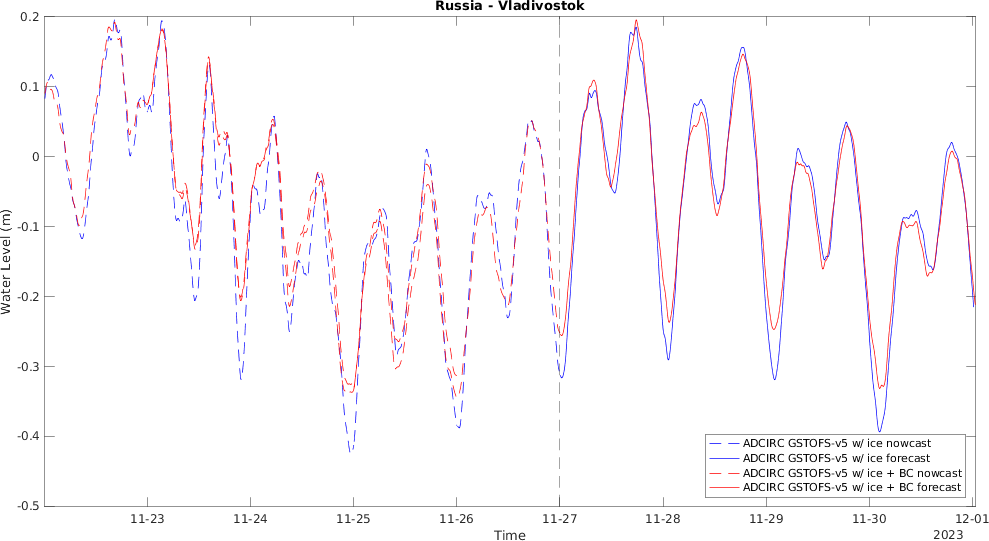 Russia - Vladivostok
0.2
0.1
0
-0.1
-0.2
-0.3
-0.4
-0.5
Water Level (m)
ADCIRC GSTOFS-v5 w/ ice nowcast
ADCIRC GSTOFS-v5 w/ ice forecast
ADCIRC GSTOFS-v5 w/ ice + BC nowcast
ADCIRC GSTOFS-v5 w/ ice + BC forecast
11-23 11-24 11-25 11-26 11-27 11-28 11-29 11-30 12-01
Time
2023